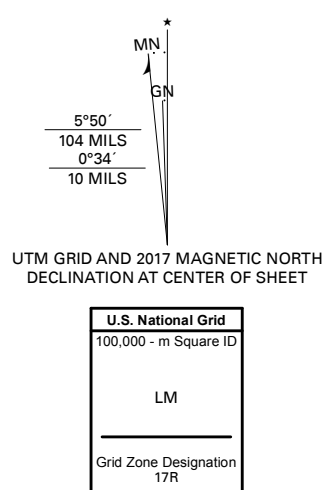 MN
GN
5°50´
104 MILS
0°34´
10 MILS
UTM GRID AND 2017 MAGNETIC NORTH
DECLINATION AT CENTER OF SHEET
U.S. National Grid
100,000 - m Square ID
LM
Grid Zone Designation
17R